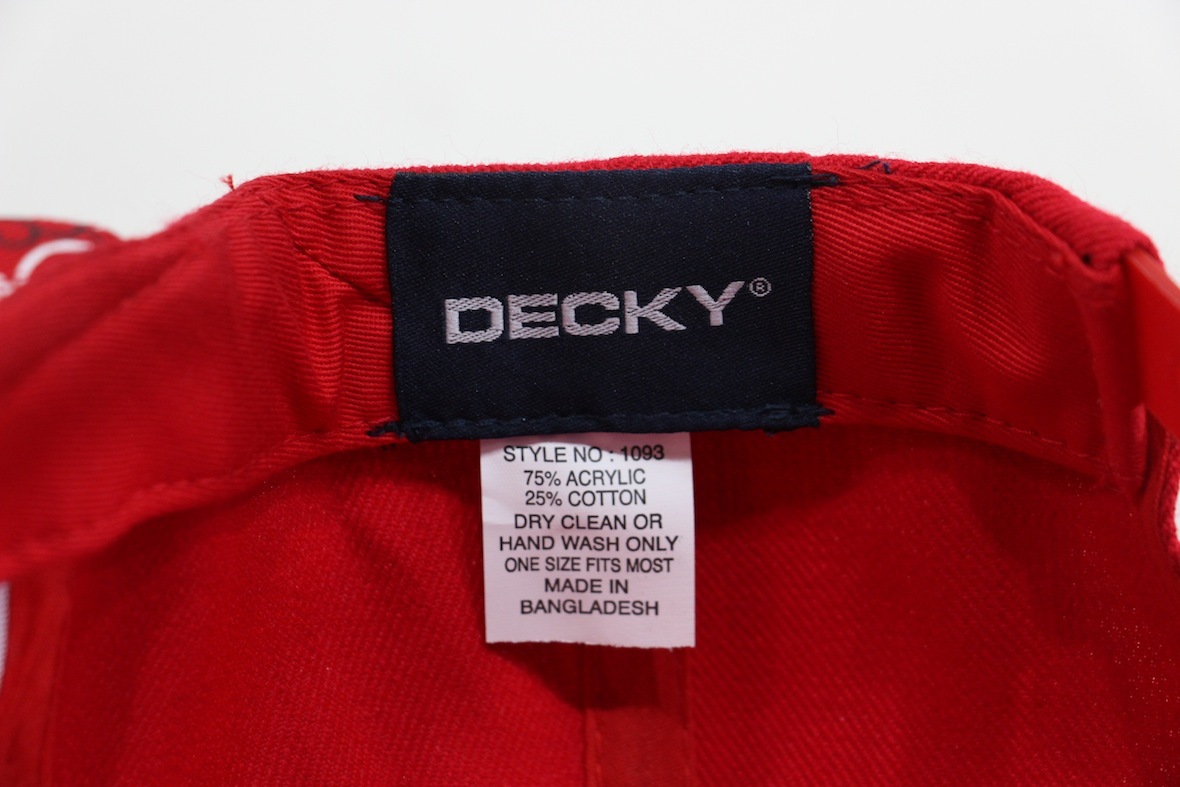 DECKY®
STYLE NO : 1093
75% ACRYLIC
25% COTTON
DRY CLEAN OR
HAND WASH ONLY
ONE SIZE FITS MOST
MADE IN
BANGLADESH